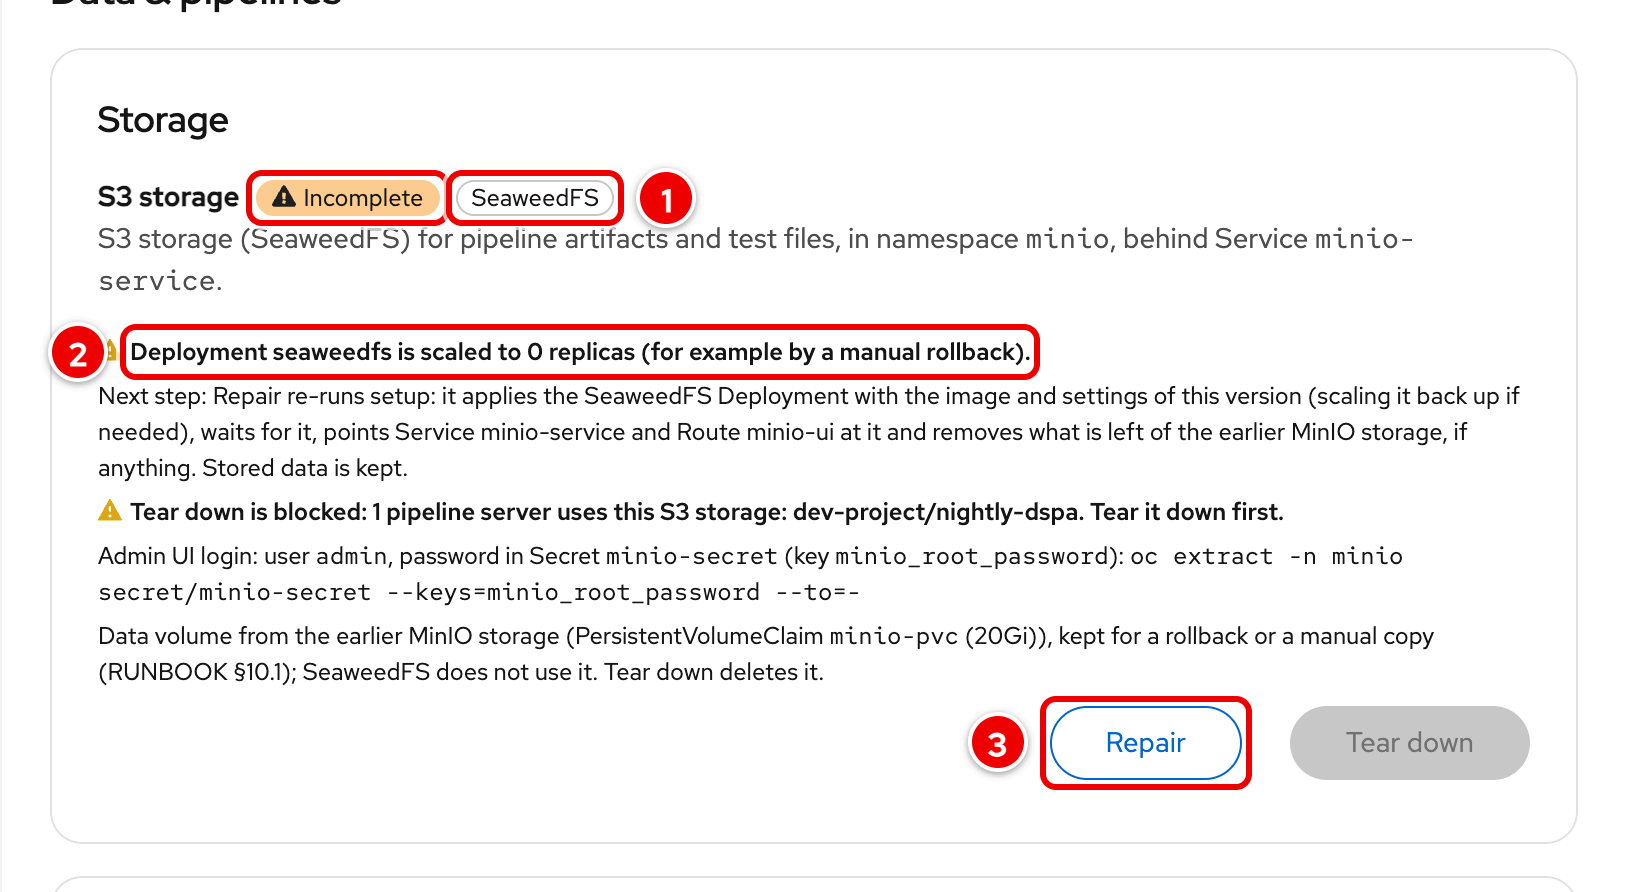 Data & pipelines
Storage
S3 storage Incomplete SeaweedFS 1
S3 storage (SeaweedFS) for pipeline artifacts and test files, in namespace minio, behind Service minio-
service.
2 Deployment seaweedfs is scaled to 0 replicas (for example by a manual rollback).
Next step: Repair re-runs setup: it applies the SeaweedFS Deployment with the image and settings of this version (scaling it back up if
needed), waits for it, points Service minio-service and Route minio-ui at it and removes what is left of the earlier MinIO storage, if
anything. Stored data is kept.
Tear down is blocked: 1 pipeline server uses this S3 storage: dev-project/nightly-dspa. Tear it down first.
Admin UI login: user admin, password in Secret minio-secret (key minio_root_password): oc extract -n minio
secret/minio-secret --keys=minio_root_password --to=-
Data volume from the earlier MinIO storage (PersistentVolumeClaim minio-pvc (20Gi)), kept for a rollback or a manual copy
(RUNBOOK §10.1); SeaweedFS does not use it. Tear down deletes it.
3 Repair Tear down